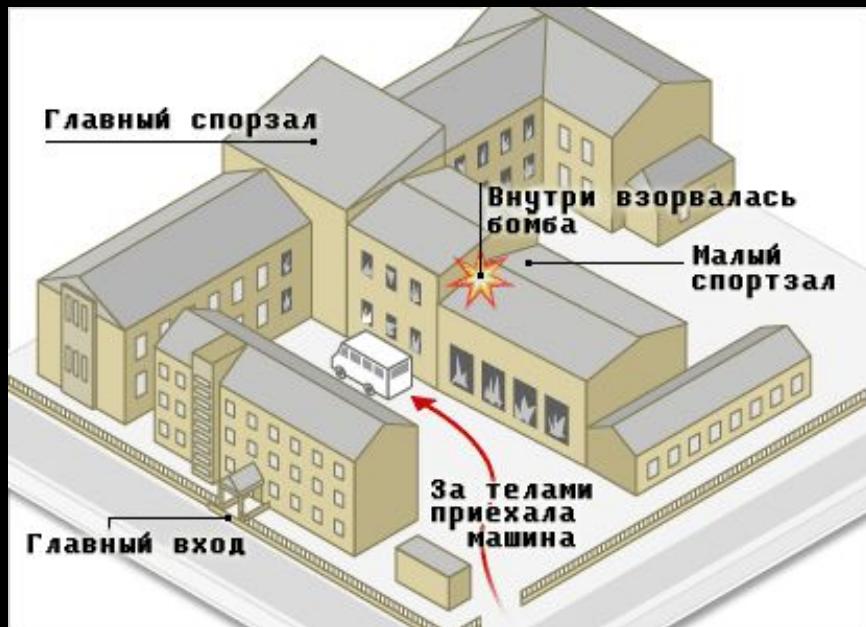 Главный спорзал
Внутри взорвалась
бомба
Малый
спортзал
За телами
приехала
машина
Главный вход